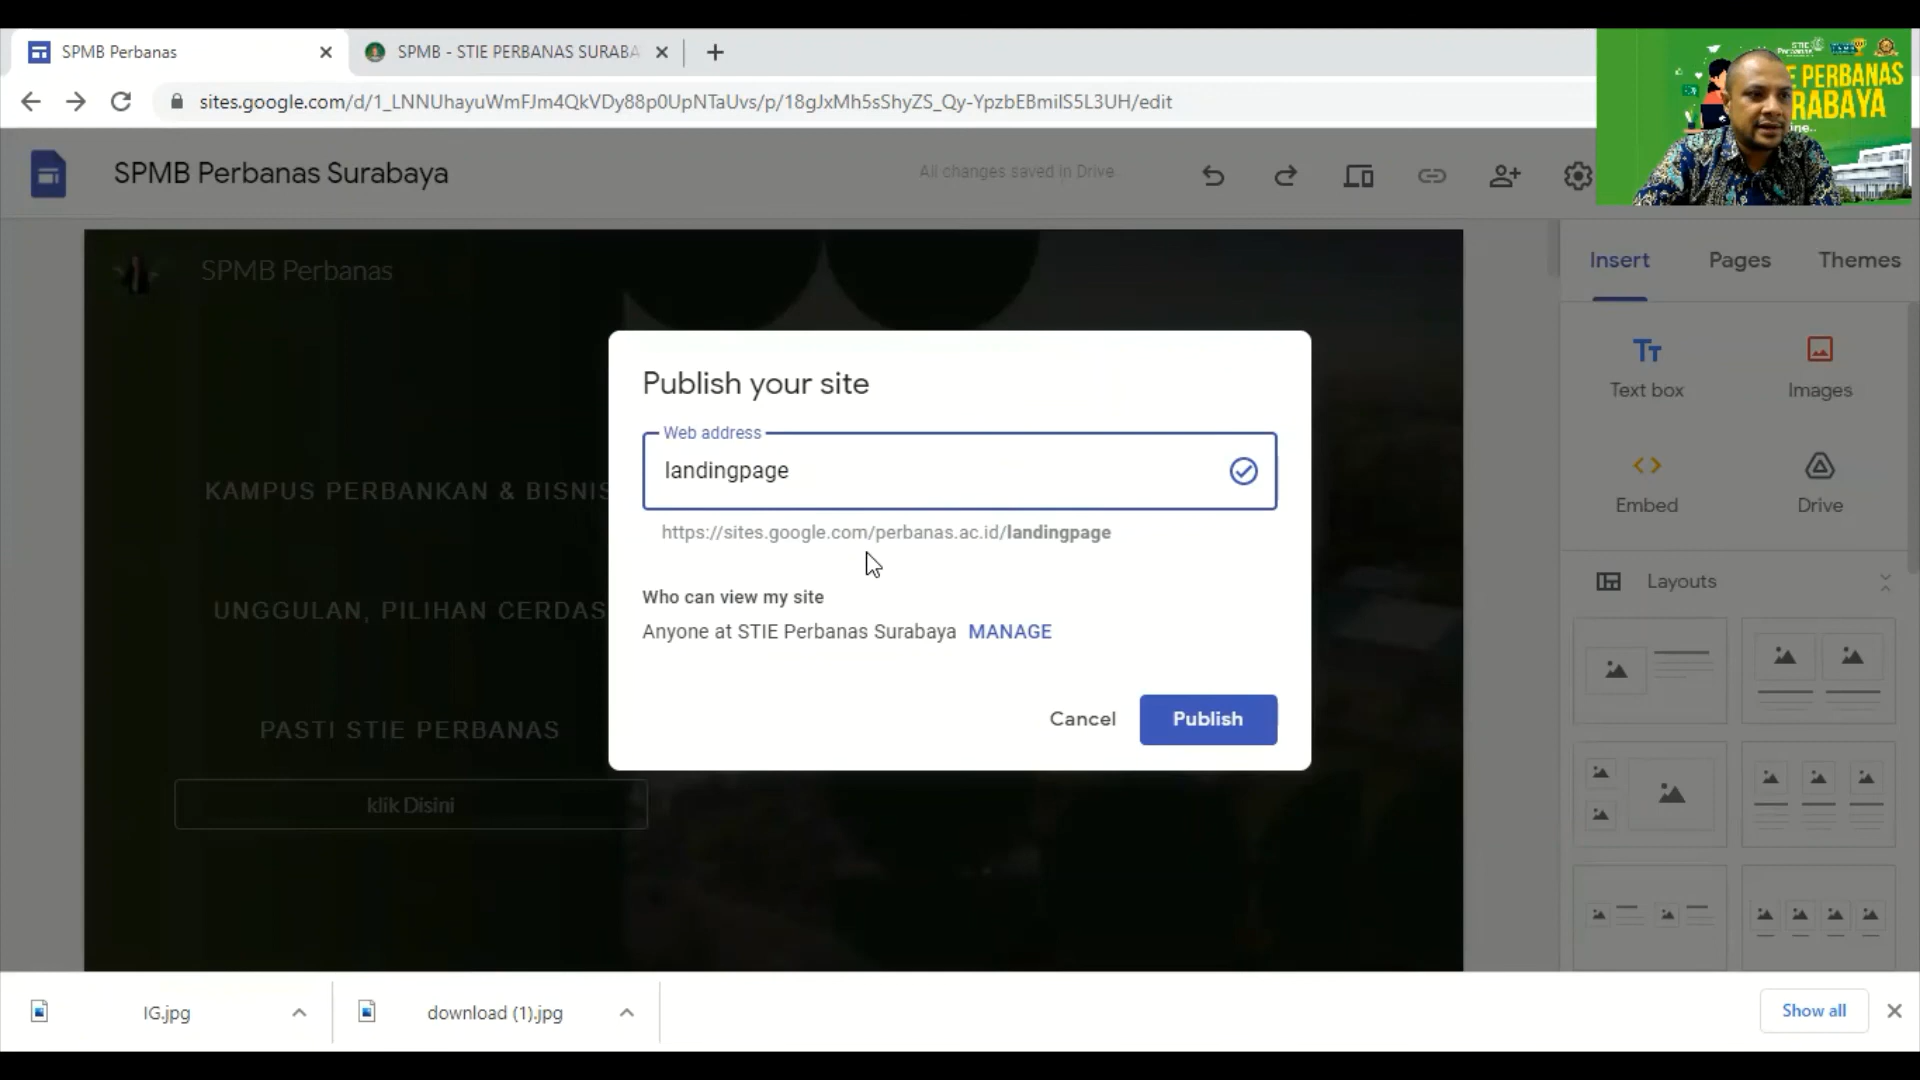 SPMB Perbanas
SPMB - STIE PERBANAS SURABA
sites.google.com/d/1_LNNUhayuWmFJm4QkVDy88p0UpNTaUvs/p/18gJxMh5sShyZS_Qy-YpzbEBmiIS5L3UH/edit
STIE
Perbanas
E PERBANAS
RABAYA
ine..
SPMB Perbanas Surabaya
All changes saved in Drive
Insert
Pages
Themes
SPMB Perbanas
Text box
Images
Embed
Drive
Layouts
KAMPUS PERBANKAN & BISNIS
UNGGULAN, PILIHAN CERDAS
PASTI STIE PERBANAS
klik Disini
Publish your site
Web address
landingpage
https://sites.google.com/perbanas.ac.id/landingpage
Who can view my site
Anyone at STIE Perbanas Surabaya MANAGE
Cancel
Publish
IG.jpg
download (1).jpg
Show all